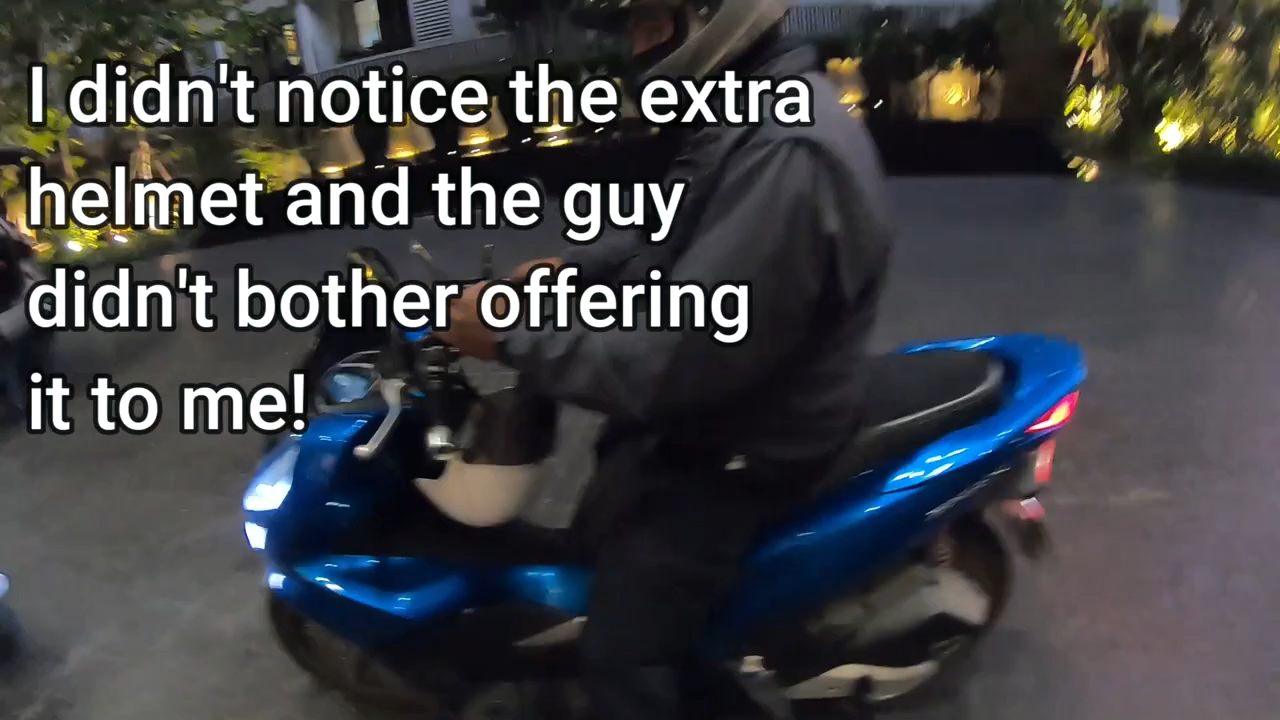 I didn't notice the extra
helmet and the guy
didn't bother offering
it to me!